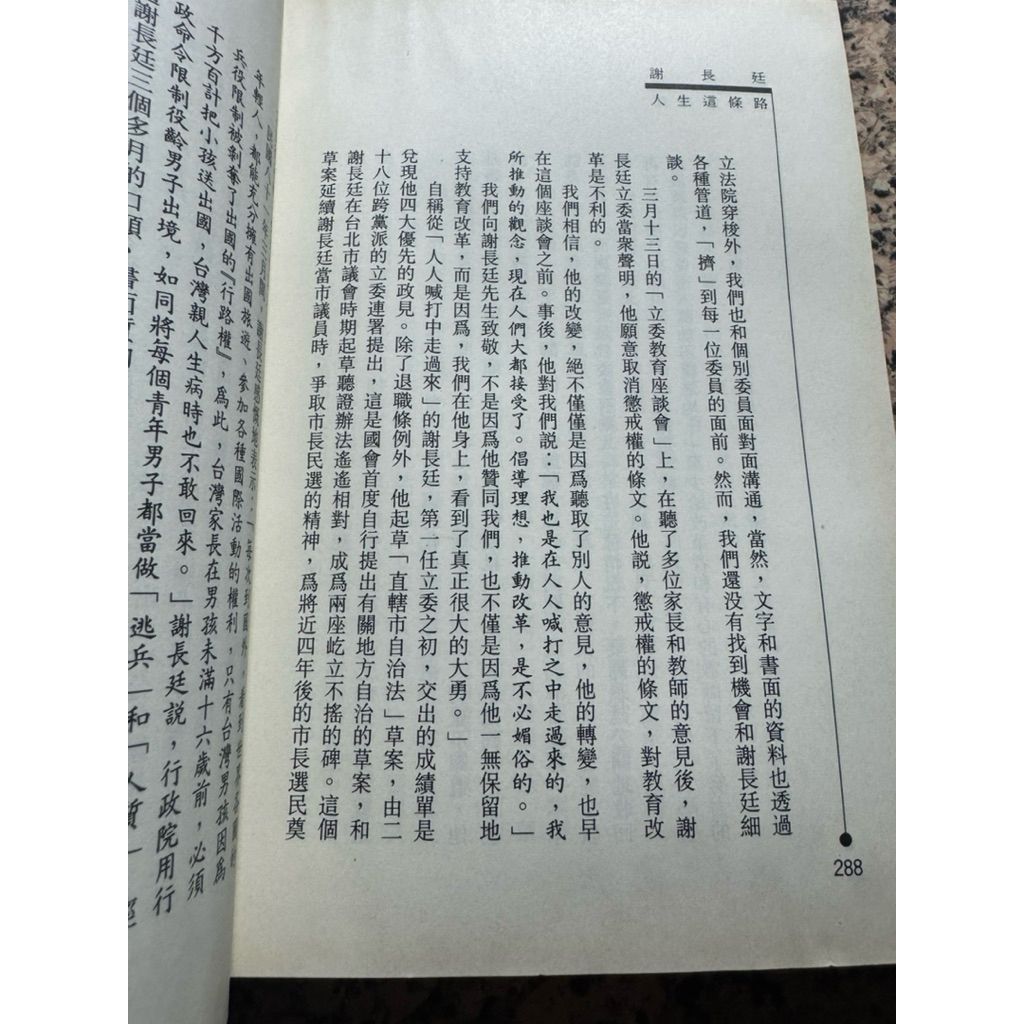 謝長廷
人生這條路
立法院穿梭外，我們也和個別委員面對面溝通，當然，文字和書面的資料也透過
各種管道，「擠」到每一位委員的面前。然而，我們還没有找到機會和謝長廷細
談。
三月十三日的「立委教育座談會」上，在聽了多位家長和教師的意見後，謝
長廷立委當衆聲明，他願意取消懲戒權的條文。他説，懲戒權的條文，對教育改
革是不利的。
我們相信，他的改變，絕不僅僅是因爲聽取了別人的意見，他的轉變，也早
在這個座談會之前。事後，他對我們説：「我也是在人人喊打之中走過來的，我
所推動的觀念，現在人們大都接受了。倡導理想，推動改革，是不必媚俗的。」
我們向謝長廷先生致敬，不是因爲他贊同我們，也不僅是因爲他一無保留地
支持教育改革，而是因爲，我們在他身上，看到了真正很大的大勇。」
自稱從「人人喊打中走過來」的謝長廷，第一任立委之初，交出的成績單是
兌現他四大優先的政見。除了退職條例外，他起草「直轄市自治法」草案，由二
十八位跨黨派的立委連署提出，這是國會首度自行提出有關地方自治的草案，和
謝長廷在台北市議會時期起草聽證辦法遙遙相對，成爲兩座屹立不搖的碑。這個
草案延續謝長廷當市議員時，爭取市長民選的精神，爲將近四年後的市長選民奠
288
年輕人，都能充分擁有出國旅遊、參加各種國際活動的權利，只有台灣男孩因爲
兵役限制被剝奪了出國的『行路權』，爲此，台灣家長在男孩未滿十六歲前，必須
千方百計把小孩送出國，台灣親人生病時也不敢回來。」謝長廷説，行政院用行
政命令限制役齡男子出境，如同將每個青年男子都當做「逃兵」和「人質」
謝長廷三個多月的口頭、書面質詢